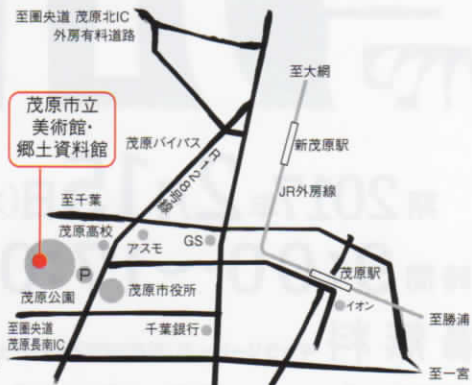 至圏央道 茂原北IC
外房有料道路
至大網
茂原市立
美術館・
郷土資料館
茂原バイパス
R128号線
新茂原駅
JR外房線
至千葉
茂原高校
アスモ
GS
P
茂原公園
茂原市役所
茂原駅
イオン
至圏央道
茂原長南IC
千葉銀行
至勝浦
至一宮